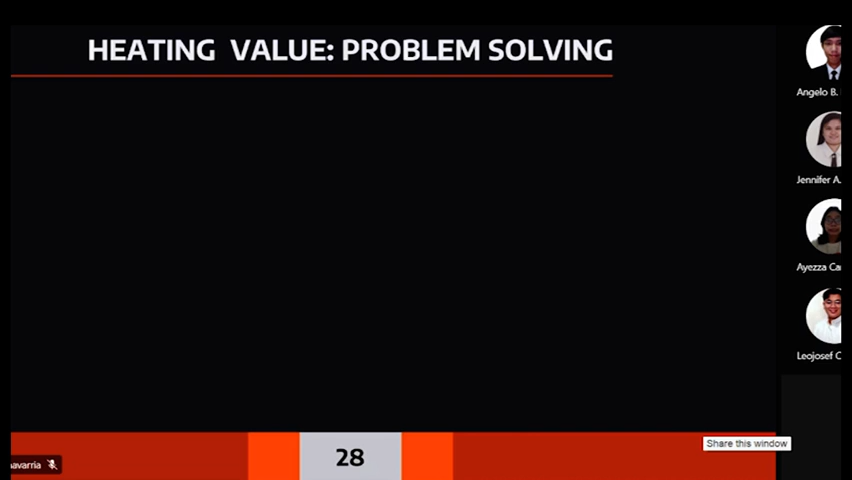 HEATING VALUE: PROBLEM SOLVING
Angelo B.
Jennifer A.
Ayezza Ca
Leojosef C
Share this window
avarria
28